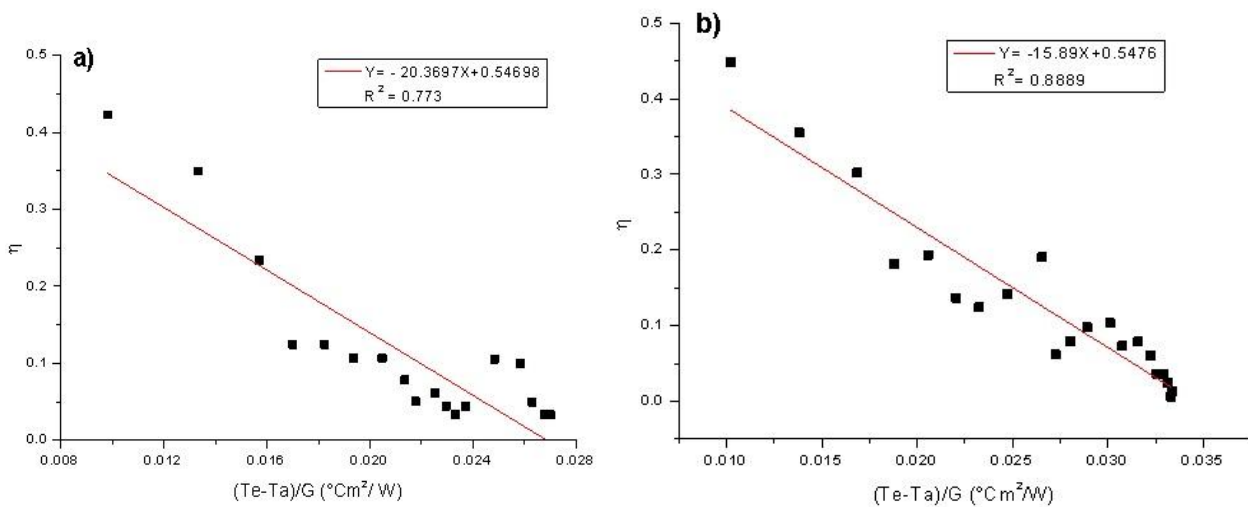 a)
Y= - 20.3697X+0.54698
R² = 0.773
0.5
0.4
0.3
0.2
0.1
0.0
η
0.008 0.012 0.016 0.020 0.024 0.028
(Te-Ta)/G (°Cm²/ W)
b)
Y= -15.89X+0.5476
R² = 0.8889
0.5
0.4
0.3
0.2
0.1
0.0
η
0.010 0.015 0.020 0.025 0.030 0.035
(Te-Ta)/G (°Cm²/W)